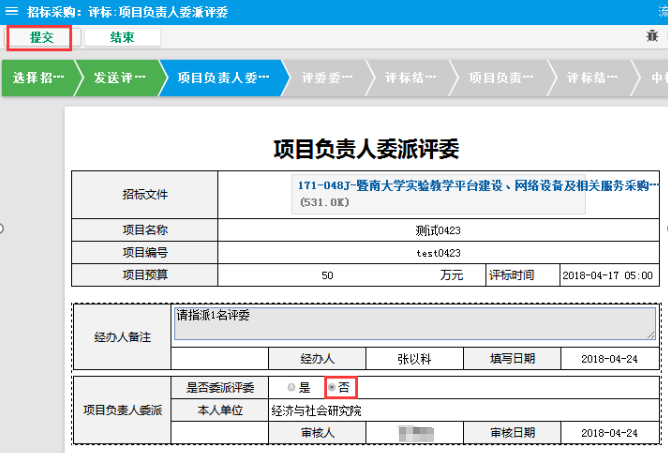 招标采购: 评标:项目负责人委派评委
流
提交
结束
选择招…
发送评…
项目负责人委…
评委委…
评标结…
项目负责…
评标结…
中标
项目负责人委派评委
招标文件
171-048J-暨南大学实验教学平台建设、网络设备及相关服务采购…
(531.0K)
项目名称
测试0423
项目编号
test0423
项目预算
50
万元
评标时间
2018-04-17 05:00
经办人备注
请指派1名评委
经办人
张以科
填写日期
2018-04-24
项目负责人委派
是否委派评委
是
否
本人单位
经济与社会研究院
审核人
审核日期
2018-04-24